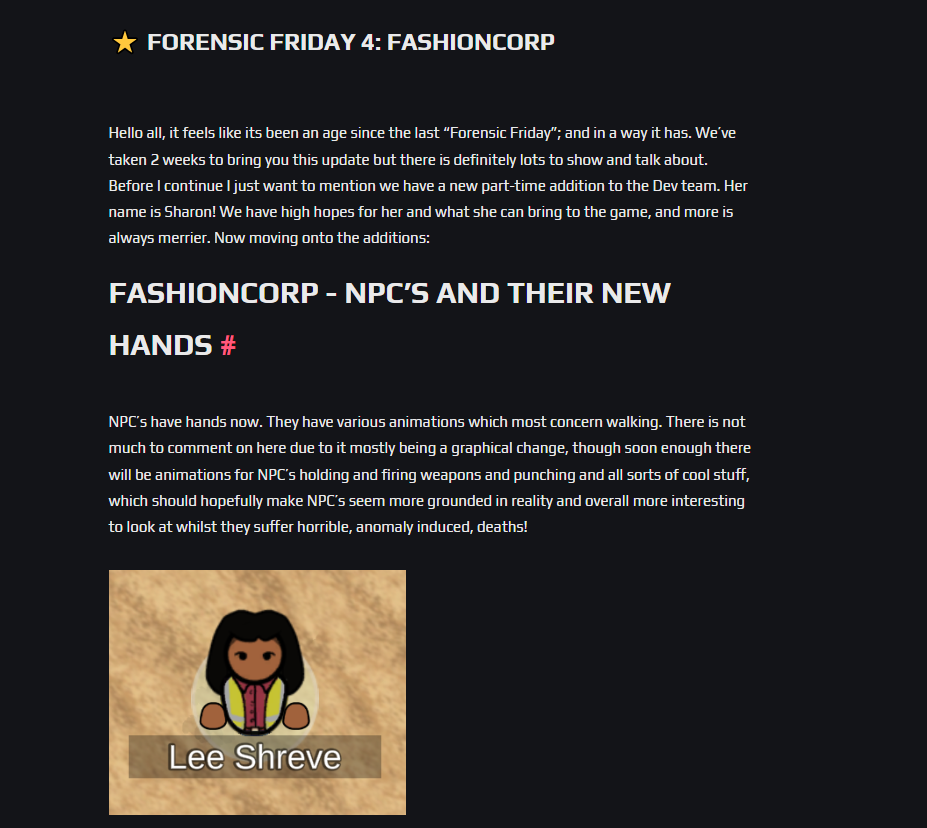 FORENSIC FRIDAY 4: FASHIONCORP
Hello all, it feels like its been an age since the last “Forensic Friday”; and in a way it has. We’ve
taken 2 weeks to bring you this update but there is definitely lots to show and talk about.
Before I continue I just want to mention we have a new part-time addition to the Dev team. Her
name is Sharon! We have high hopes for her and what she can bring to the game, and more is
always merrier. Now moving onto the additions:
FASHIONCORP - NPC’S AND THEIR NEW
HANDS #
NPC’s have hands now. They have various animations which most concern walking. There is not
much to comment on here due to it mostly being a graphical change, though soon enough there
will be animations for NPC’s holding and firing weapons and punching and all sorts of cool stuff,
which should hopefully make NPC’s seem more grounded in reality and overall more interesting
to look at whilst they suffer horrible, anomaly induced, deaths!
Lee Shreve